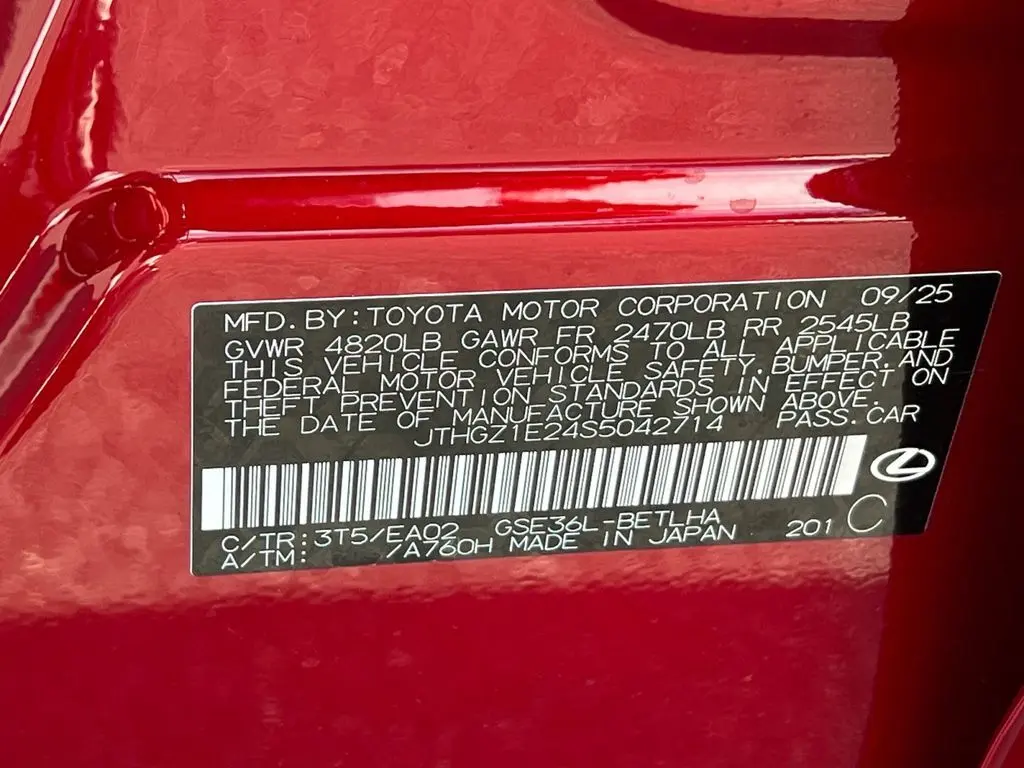 MFD.BY:TOYOTA MOTOR CORPORATION 09/25
GVWR 4820LB GAWR FR 2470LB RR 2545LB
THIS VEHICLE CONFORMS TO ALL APPLICABLE
FEDERAL MOTOR VEHICLE SAFETY,BUMPER,AND
THEFT PREVENTION STANDARDS IN EFFECT ON
THE DATE OF MANUFACTURE SHOWN ABOVE.
JTHGZ1E24S5042714 PASS.CAR
C/TR:3T5/EA02 GSE36L-BETLHA
A/TM: /A760H MADE IN JAPAN 201 C